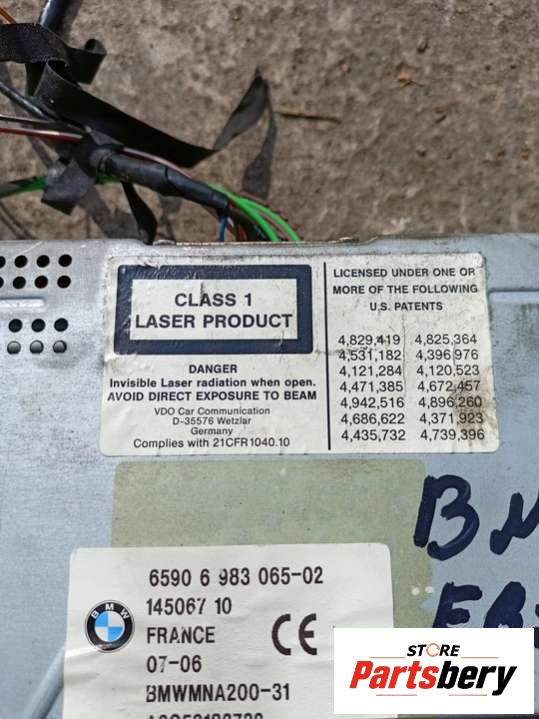 CLASS 1
LASER PRODUCT
DANGER
Invisible Laser radiation when open.
AVOID DIRECT EXPOSURE TO BEAM
VDO Car Communication
D-35576 Wetzlar
Germany
Complies with 21CFR1040.10
LICENSED UNDER ONE OR
MORE OF THE FOLLOWING
U.S. PATENTS
4,829,419 4,825,364
4,531,182 4,396,976
4,121,284 4,120,523
4,471,385 4,672,457
4,942,516 4,896,260
4,686,622 4,371,923
4,435,732 4,739,396
6590 6 983 065-02
145067 10
BMW
FRANCE
CE
07-06
BMWMNA200-31
STORE
Partsbery